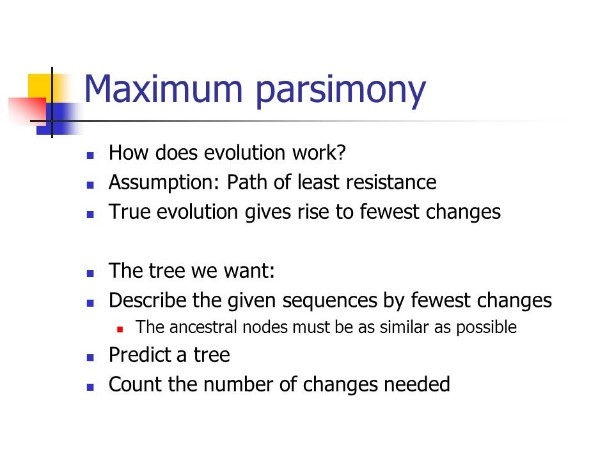 Maximum parsimony
How does evolution work?
Assumption: Path of least resistance
True evolution gives rise to fewest changes
The tree we want:
Describe the given sequences by fewest changes
The ancestral nodes must be as similar as possible
Predict a tree
Count the number of changes needed